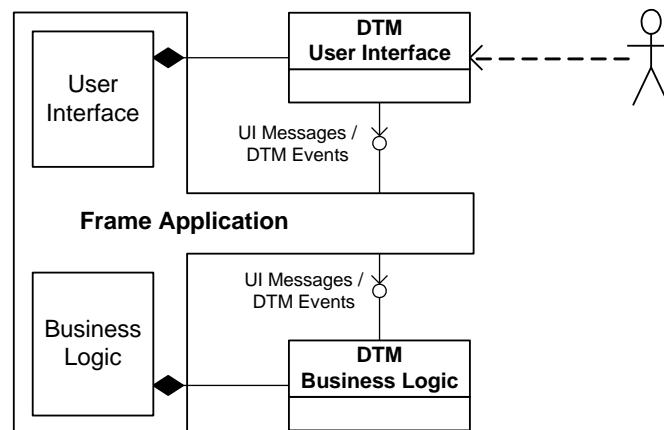 DTM
User Interface
User
Interface
UI Messages /
DTM Events
Frame Application
UI Messages /
DTM Events
Business
Logic
DTM
Business Logic